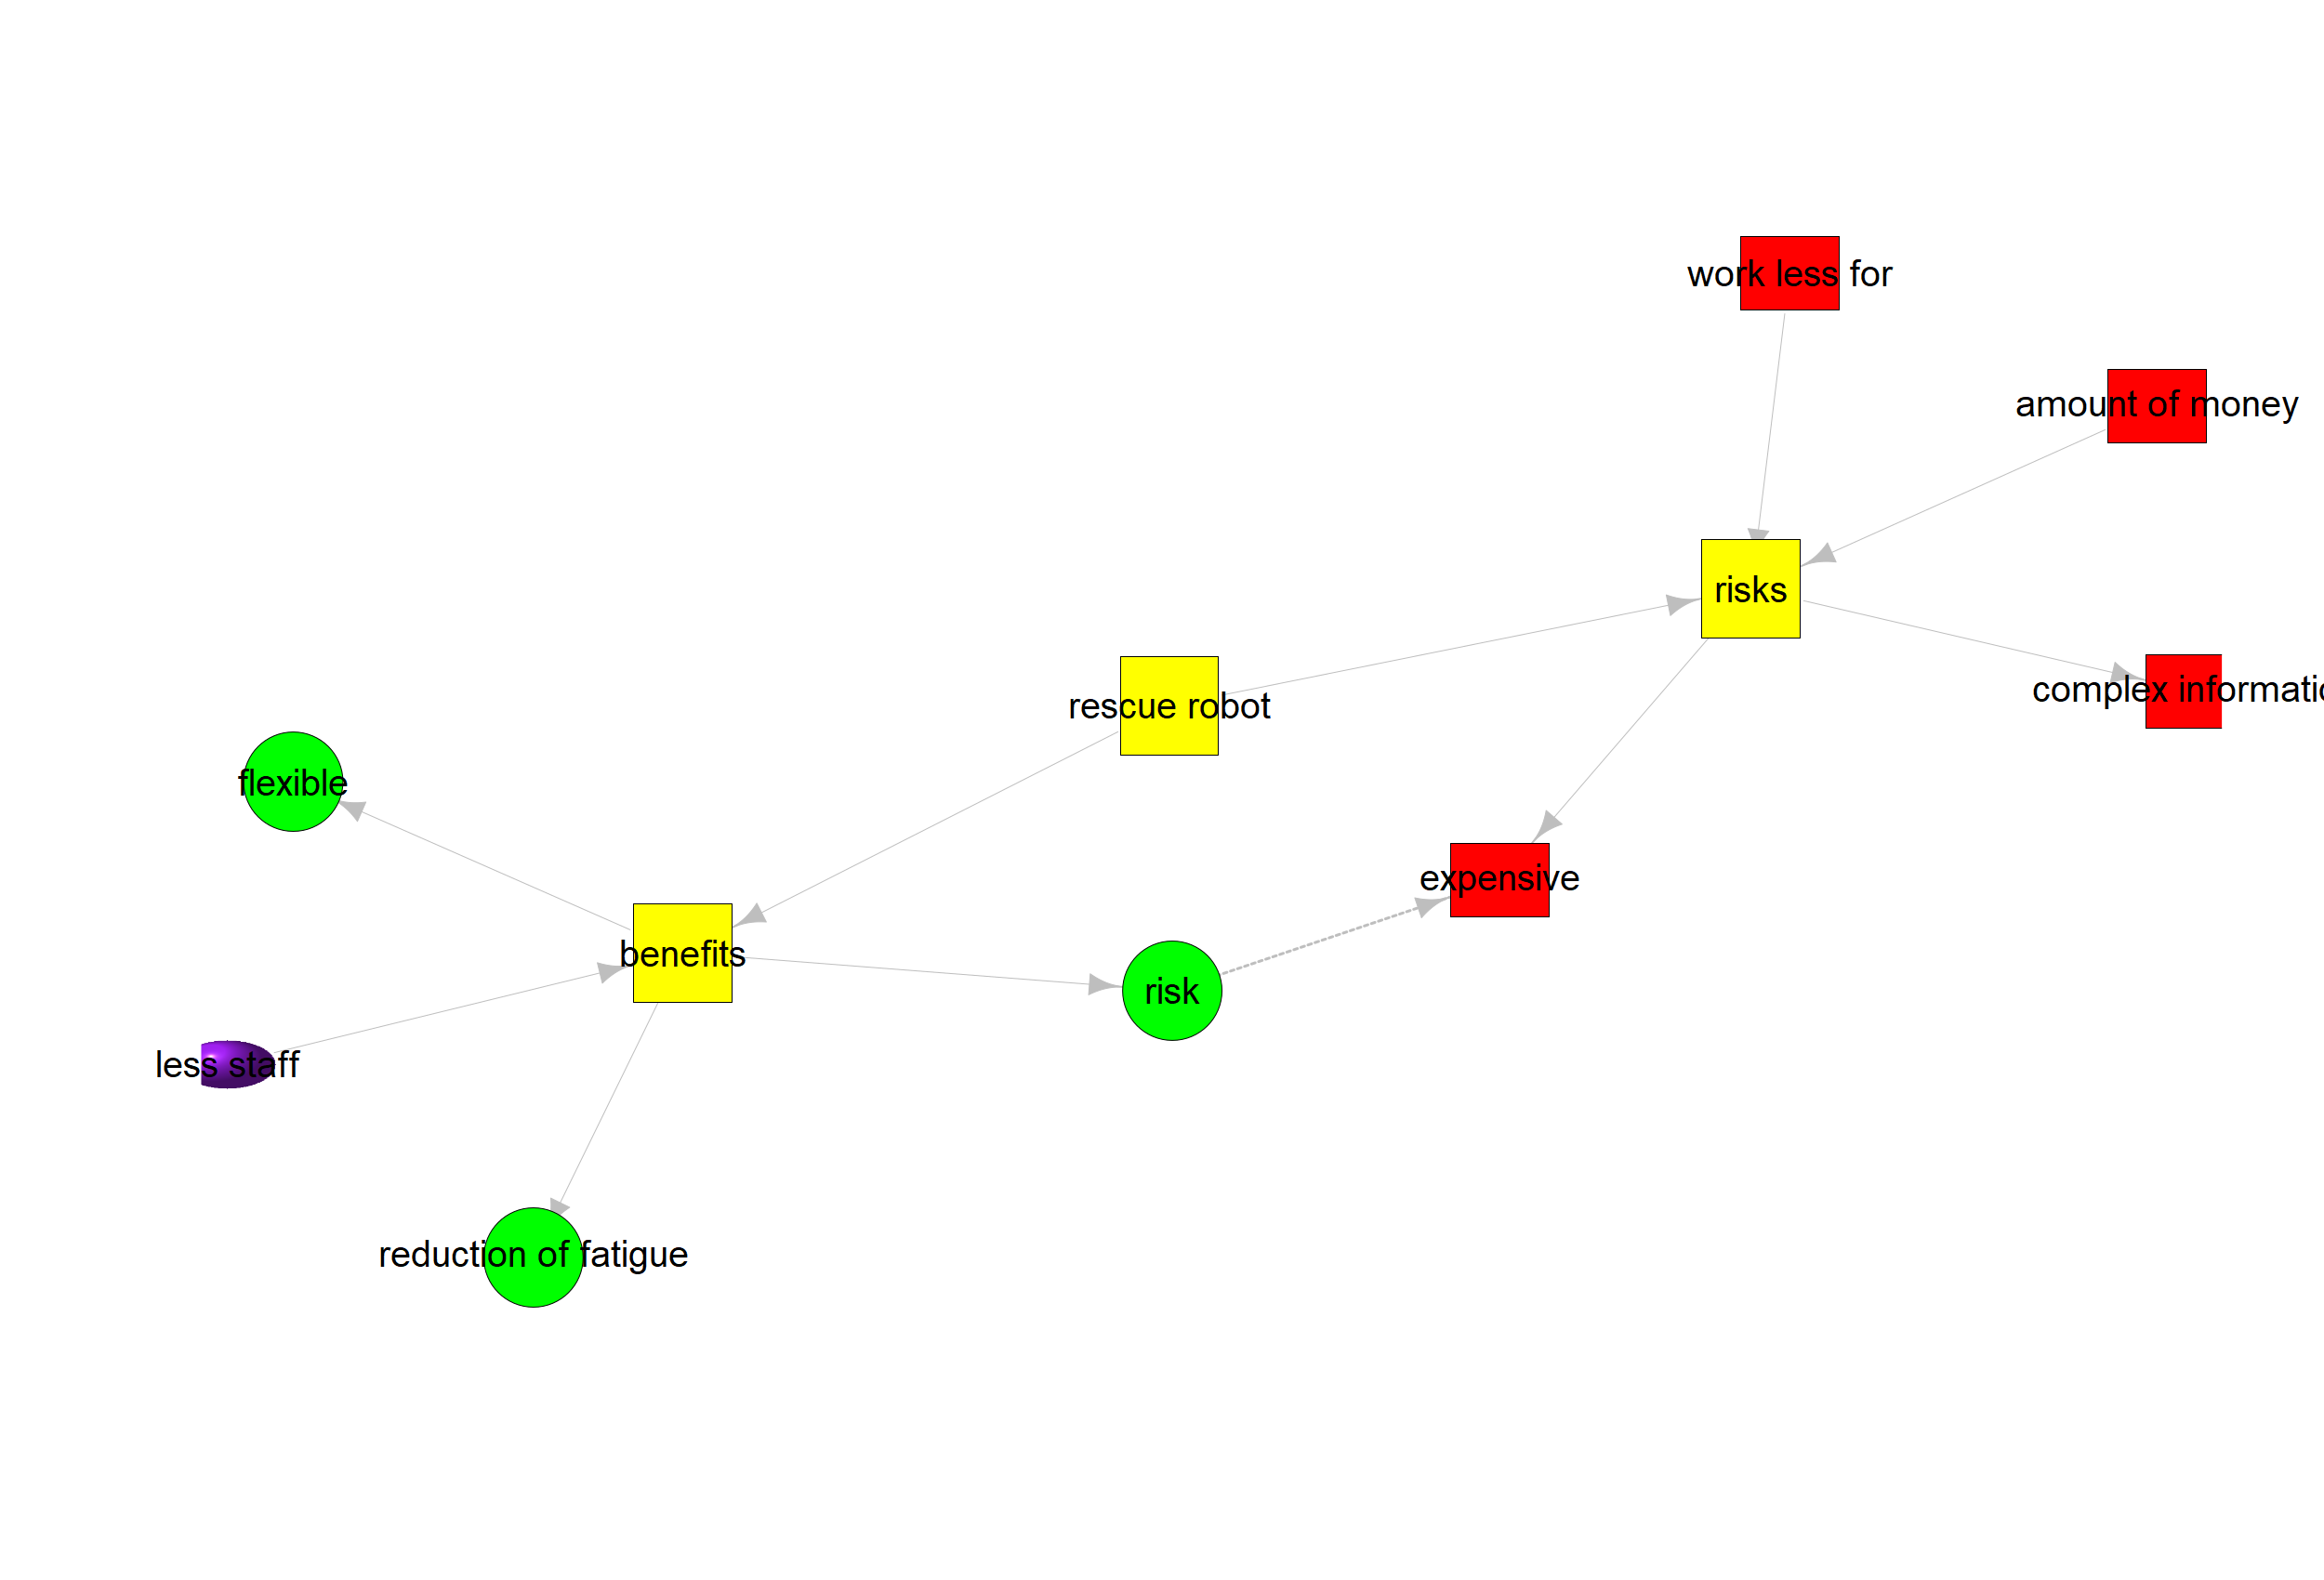 work less for
amount of money
risks
complex informatic
rescue robot
flexible
expensive
benefits
risk
less staff
reduction of fatigue